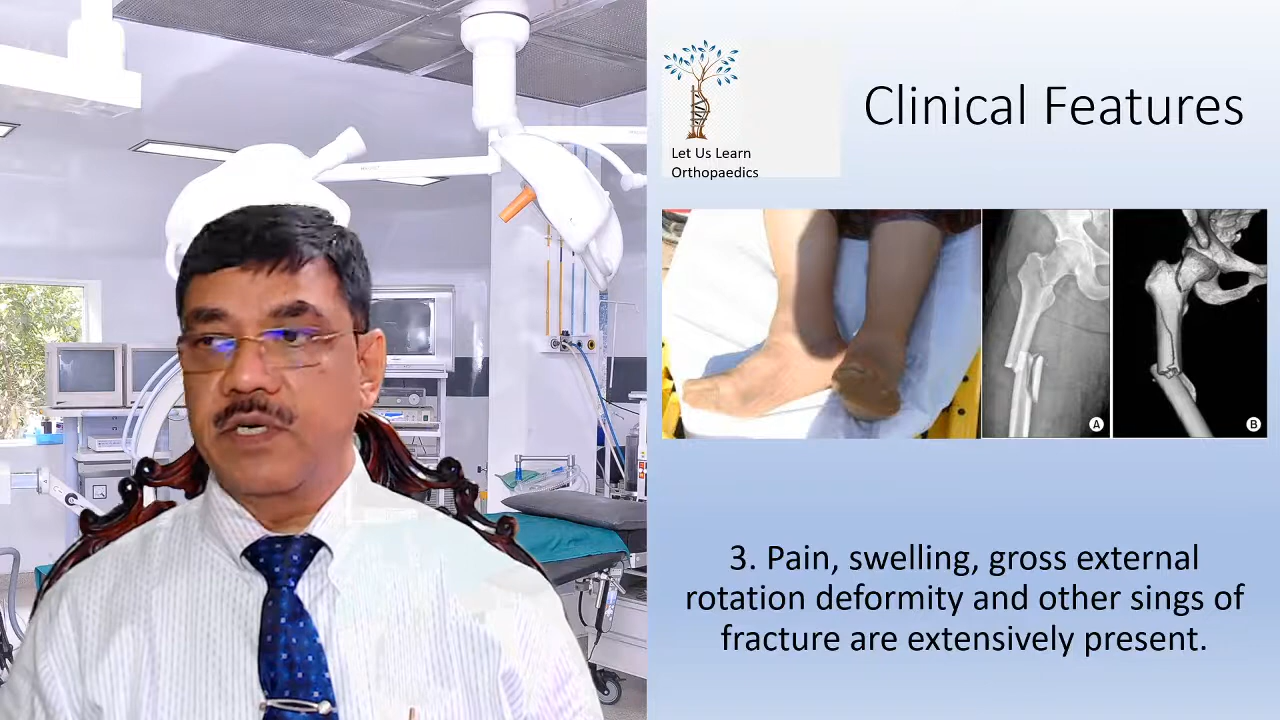 Let Us Learn
Orthopaedics
Clinical Features
A
B
3. Pain, swelling, gross external
rotation deformity and other sings of
fracture are extensively present.